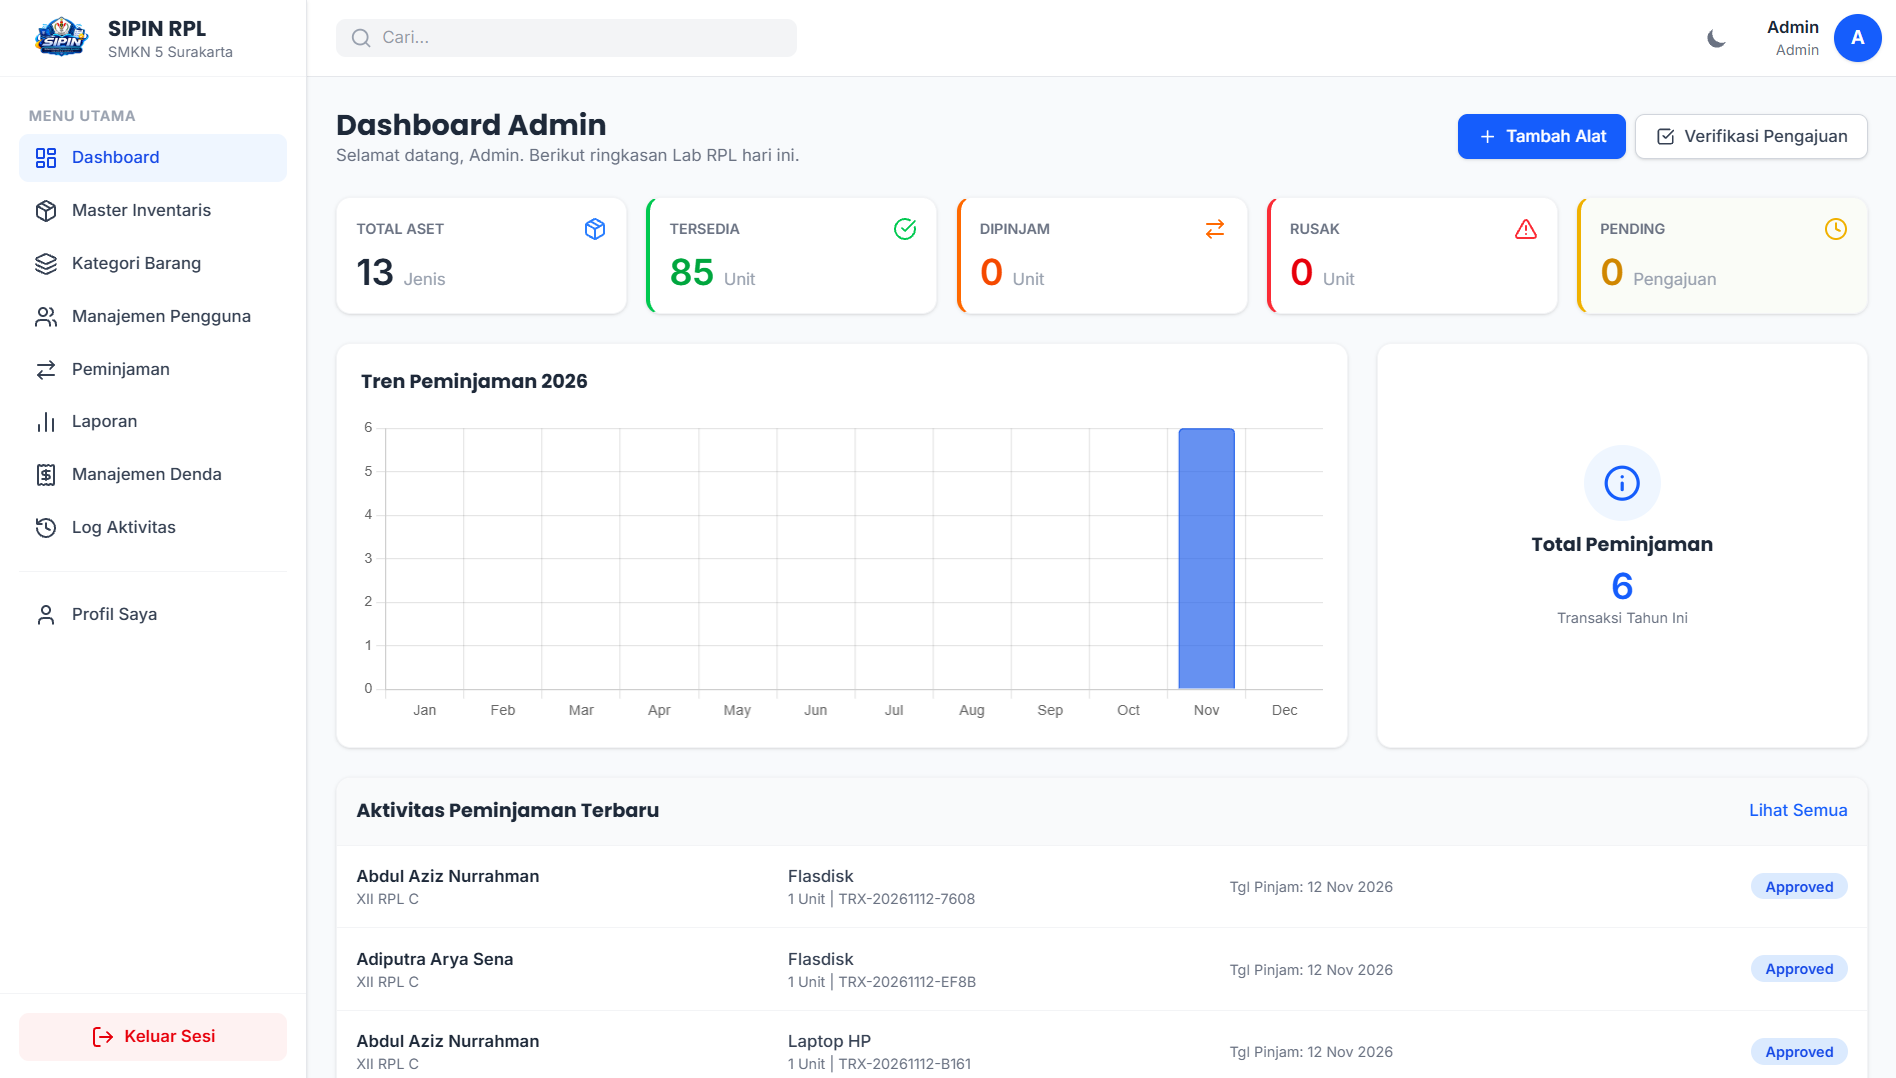 SIPIN
SIPIN RPL
SMKN 5 Surakarta
Cari...
Admin
Admin
A
MENU UTAMA
Dashboard
Master Inventaris
Kategori Barang
Manajemen Pengguna
Peminjaman
Laporan
Manajemen Denda
Log Aktivitas
Profil Saya
Keluar Sesi
Dashboard Admin
Selamat datang, Admin. Berikut ringkasan Lab RPL hari ini.
Tambah Alat
Verifikasi Pengajuan
TOTAL ASET
13 Jenis
TERSEDIA
85 Unit
DIPINJAM
0 Unit
RUSAK
0 Unit
PENDING
0 Pengajuan
Tren Peminjaman 2026
6
5
4
3
2
1
0
Jan Feb Mar Apr May Jun Jul Aug Sep Oct Nov Dec
Total Peminjaman
6
Transaksi Tahun Ini
Aktivitas Peminjaman Terbaru
Lihat Semua
Abdul Aziz Nurrahman
XII RPL C
Flasdisk
1 Unit | TRX-20261112-7608
Tgl Pinjam: 12 Nov 2026
Approved
Adiputra Arya Sena
XII RPL C
Flasdisk
1 Unit | TRX-20261112-EF8B
Tgl Pinjam: 12 Nov 2026
Approved
Abdul Aziz Nurrahman
XII RPL C
Laptop HP
1 Unit | TRX-20261112-B161
Tgl Pinjam: 12 Nov 2026
Approved